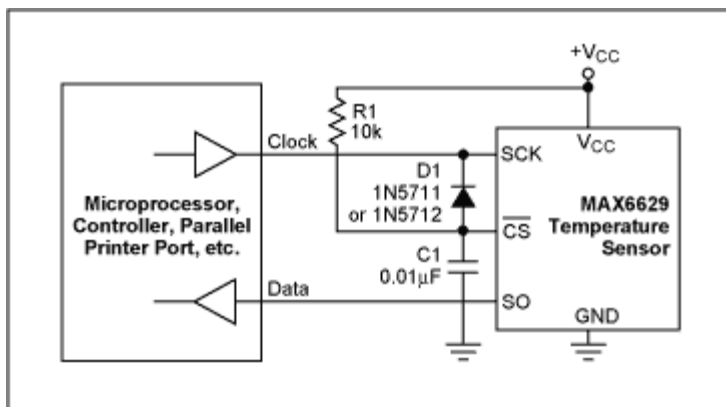 +VCC
R1
10k
Clock
SCK
VCC
D1
1N5711
or 1N5712
Microprocessor,
Controller, Parallel
Printer Port, etc.
MAX6629
Temperature
Sensor
CS
C1
0.01µF
Data
SO
GND